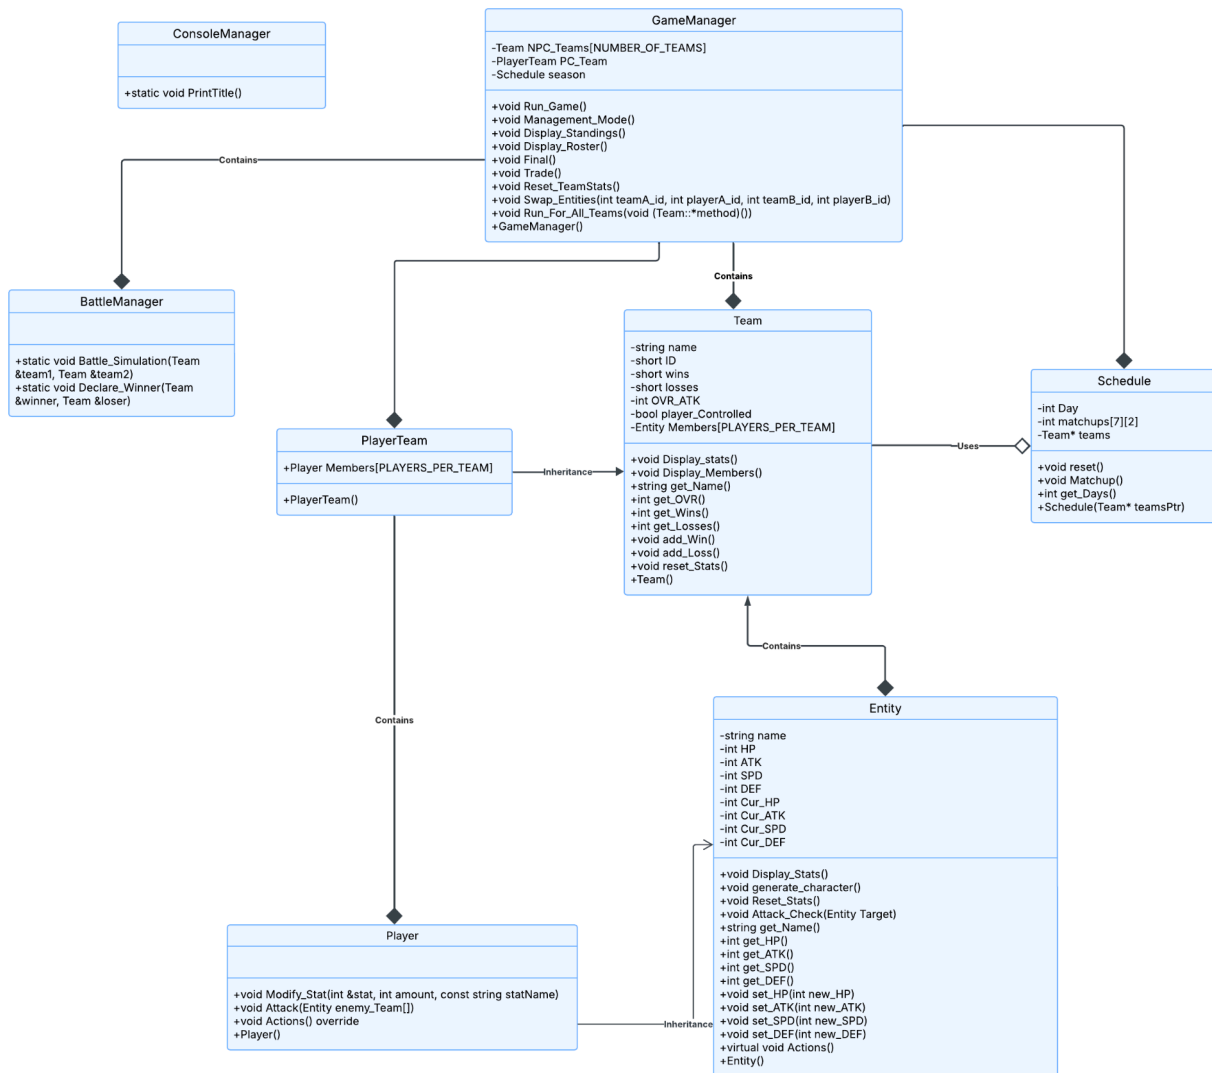 ConsoleManager
+static void PrintTitle()
GameManager
-Team NPC_Teams[NUMBER_OF_TEAMS]
-PlayerTeam PC_Team
-Schedule season
+void Run_Game()
+void Management_Mode()
+void Display_Standings()
+void Display_Roster()
+void Final()
+void Trade()
+void Reset_TeamStats()
+void Swap_Entities(int teamA_id, int playerA_id, int teamB_id, int playerB_id)
+void Run_For_All_Teams(void (Team::*method)())
+GameManager()
Contains
Contains
BattleManager
+static void Battle_Simulation(Team
&team1, Team &team2)
+static void Declare_Winner(Team
&winner, Team &loser)
Team
-string name
-short ID
-short wins
-short losses
-int OVR_ATK
-bool player_Controlled
-Entity Members[PLAYERS_PER_TEAM]
+void Display_stats()
+void Display_Members()
+string get_Name()
+int get_OVR()
+int get_Wins()
+int get_Losses()
+void add_Win()
+void add_Loss()
+void reset_Stats()
+Team()
Schedule
-int Day
-int matchups[7][2]
-Team* teams
+void reset()
+void Matchup()
+int get_Days()
+Schedule(Team* teamsPtr)
Uses
PlayerTeam
+Player Members[PLAYERS_PER_TEAM]
+PlayerTeam()
Inheritance
Contains
Contains
Entity
-string name
-int HP
-int ATK
-int SPD
-int DEF
-int Cur_HP
-int Cur_ATK
-int Cur_SPD
-int Cur_DEF
+void Display_Stats()
+void generate_character()
+void Reset_Stats()
+void Attack_Check(Entity Target)
+string get_Name()
+int get_HP()
+int get_ATK()
+int get_SPD()
+int get_DEF()
+void set_HP(int new_HP)
+void set_ATK(int new_ATK)
+void set_SPD(int new_SPD)
+void set_DEF(int new_DEF)
+virtual void Actions()
+Entity()
Player
+void Modify_Stat(int &stat, int amount, const string statName)
+void Attack(Entity enemy_Team[])
+void Actions() override
+Player()
Inheritance